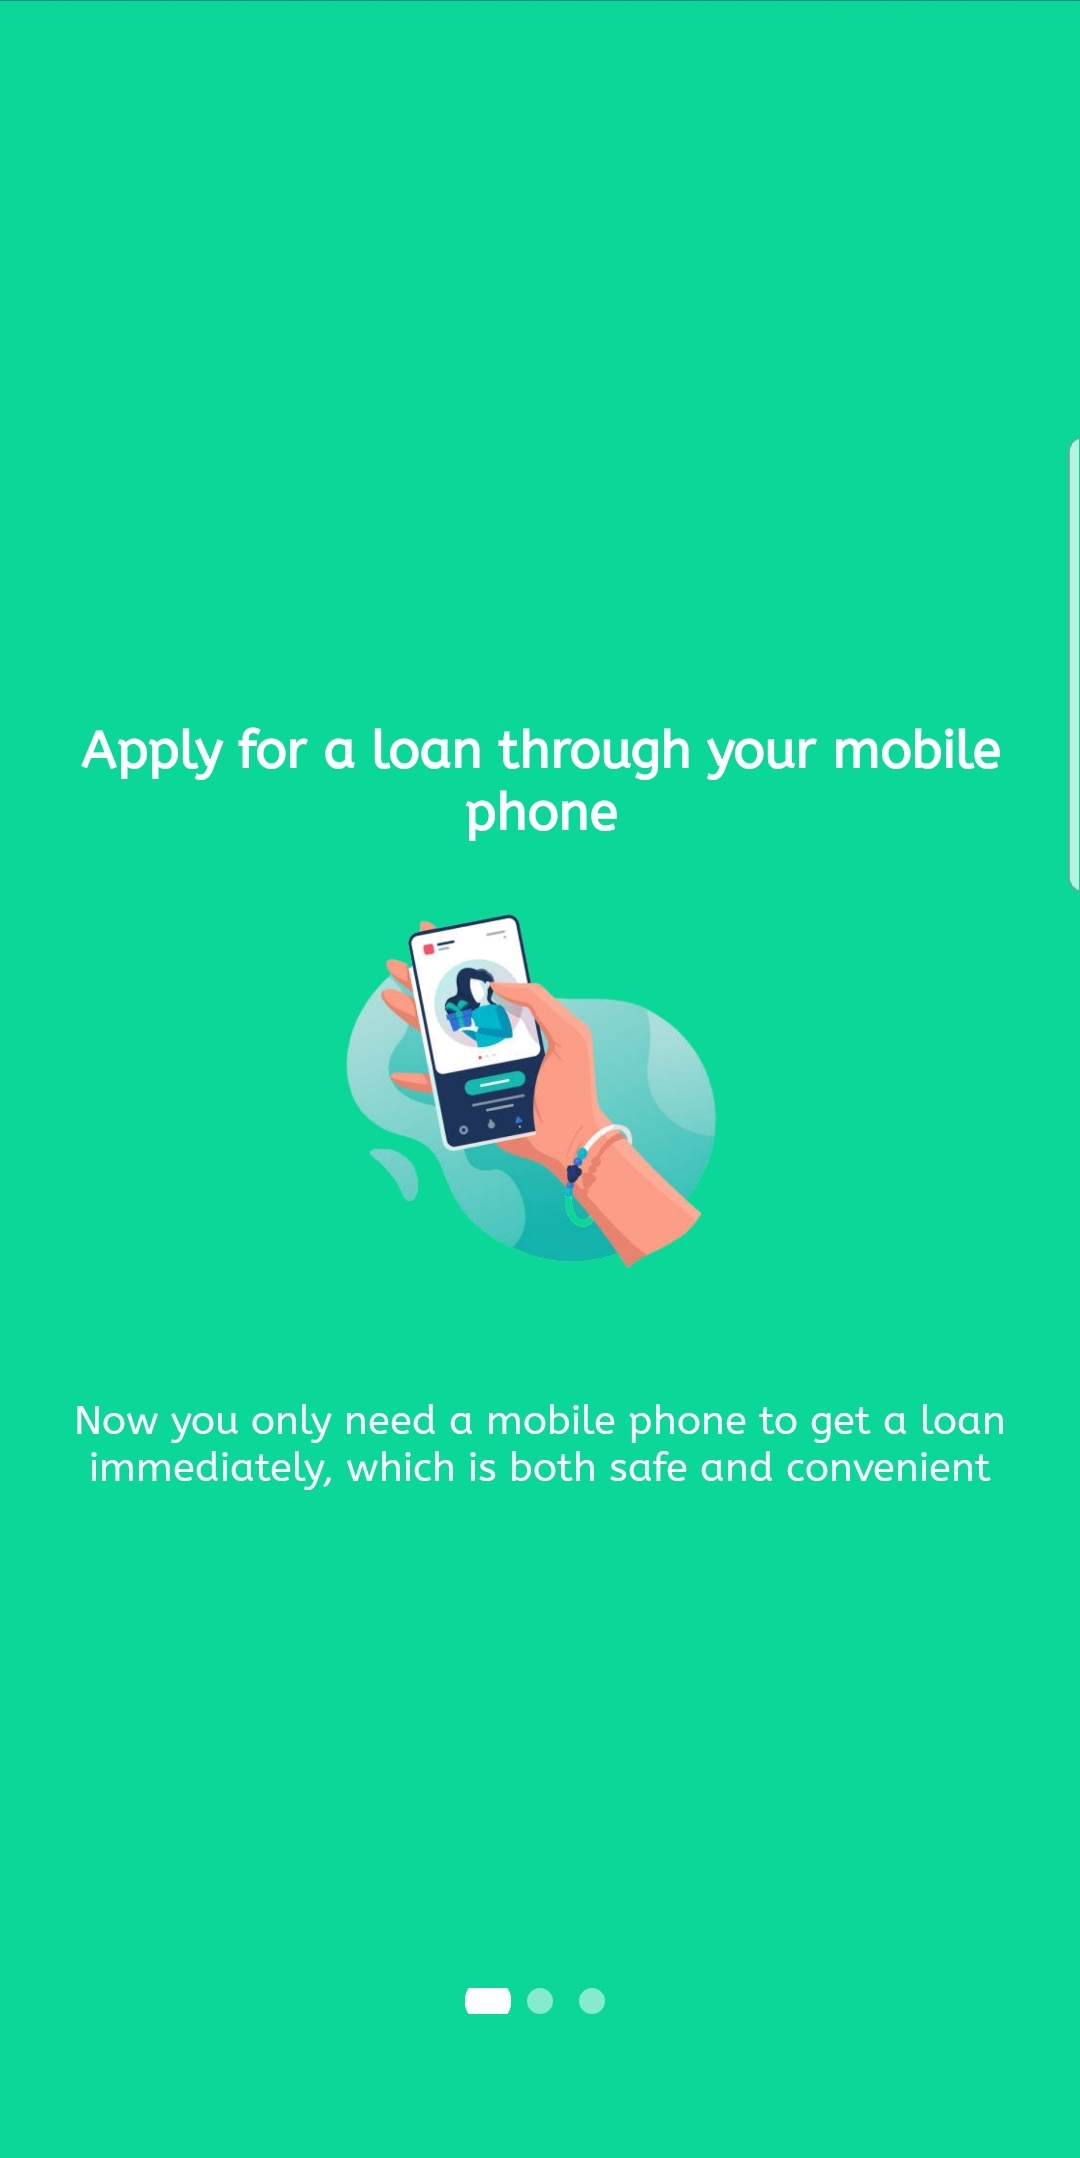 Apply for a loan through your mobile
phone
Now you only need a mobile phone to get a loan
immediately, which is both safe and convenient